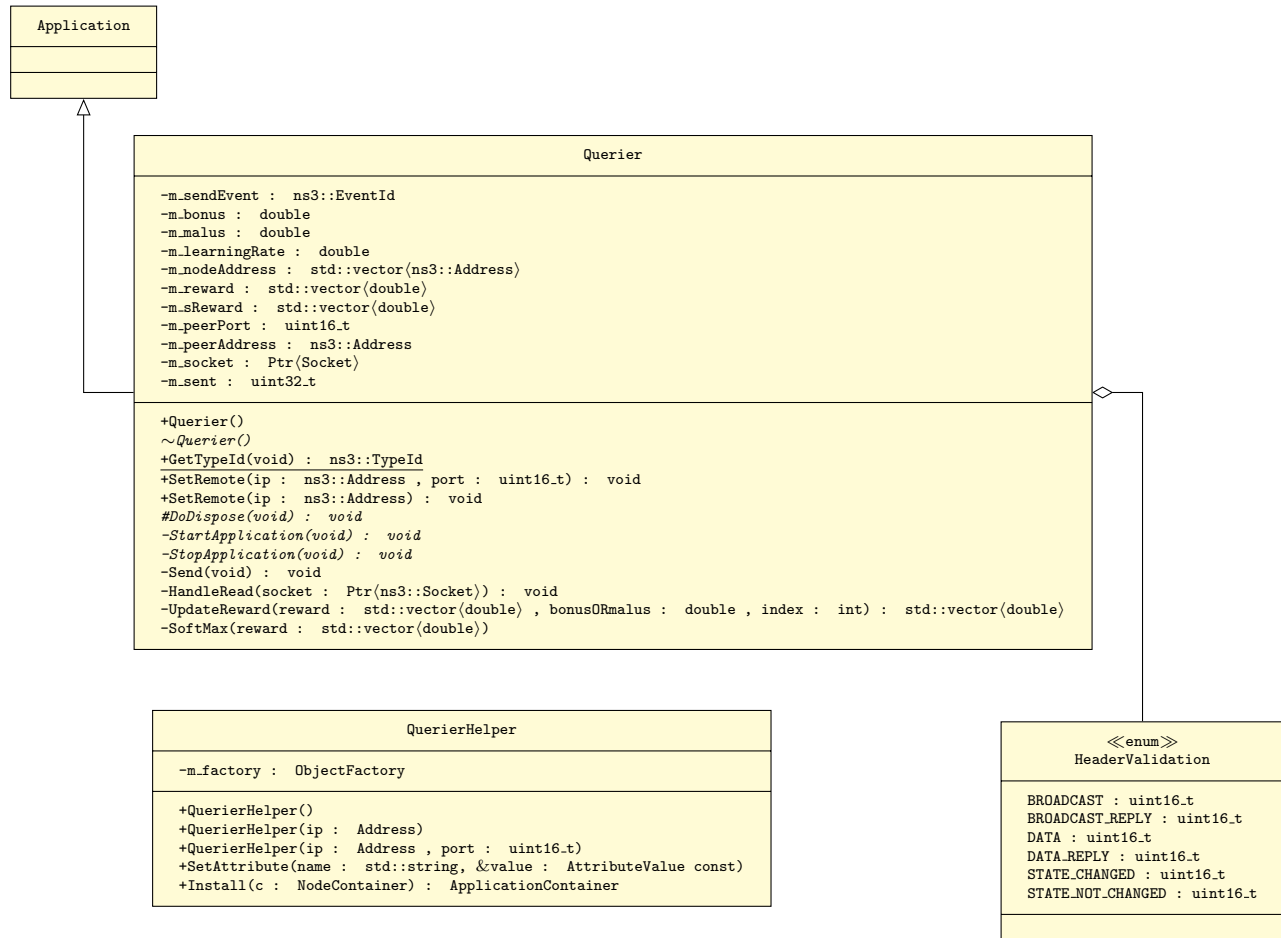 Application
Querier
-m_sendEvent : ns3::EventId
-m_bonus : double
-m_malus : double
-m_learningRate : double
-m_nodeAddress : std::vector⟨ns3::Address⟩
-m_reward : std::vector⟨double⟩
-m_sReward : std::vector⟨double⟩
-m_peerPort : uint16_t
-m_peerAddress : ns3::Address
-m_socket : Ptr⟨Socket⟩
-m_sent : uint32_t
+Querier()
∼Querier()
+GetTypeId(void) : ns3::TypeId
+SetRemote(ip : ns3::Address , port : uint16_t) : void
+SetRemote(ip : ns3::Address) : void
#DoDispose(void) : void
-StartApplication(void) : void
-StopApplication(void) : void
-Send(void) : void
-HandleRead(socket : Ptr⟨ns3::Socket⟩) : void
-UpdateReward(reward : std::vector⟨double⟩ , bonusORmalus : double , index : int) : std::vector⟨double⟩
-SoftMax(reward : std::vector⟨double⟩)
QuerierHelper
-m_factory : ObjectFactory
+QuerierHelper()
+QuerierHelper(ip : Address)
+QuerierHelper(ip : Address , port : uint16_t)
+SetAttribute(name : std::string, &value : AttributeValue const)
+Install(c : NodeContainer) : ApplicationContainer
≪enum≫
HeaderValidation
BROADCAST : uint16_t
BROADCAST_REPLY : uint16_t
DATA : uint16_t
DATA_REPLY : uint16_t
STATE_CHANGED : uint16_t
STATE_NOT_CHANGED : uint16_t